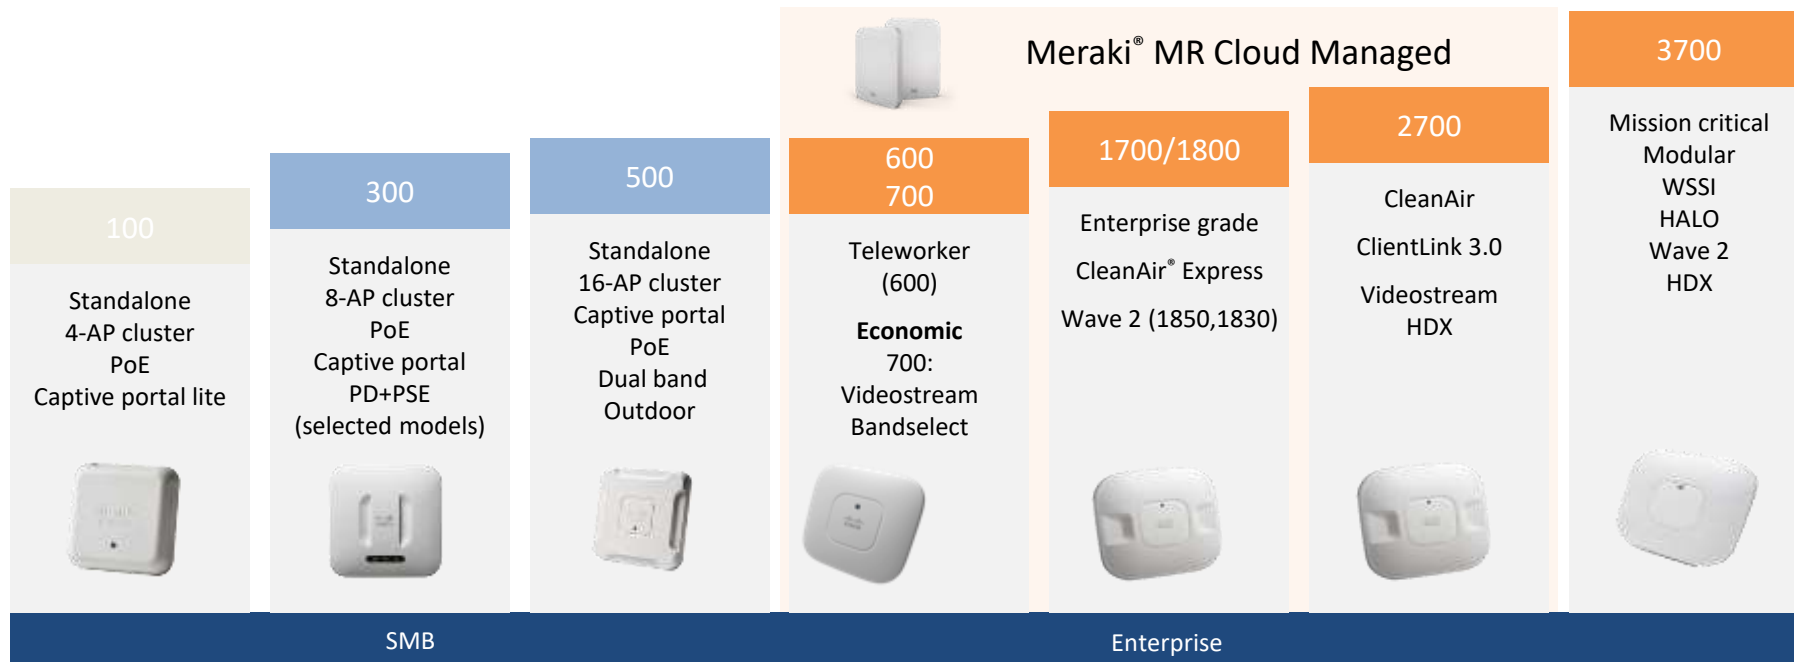 Meraki® MR Cloud Managed
100
Standalone
4-AP cluster
PoE
Captive portal lite
300
Standalone
8-AP cluster
PoE
Captive portal
PD+PSE
(selected models)
500
Standalone
16-AP cluster
Captive portal
PoE
Dual band
Outdoor
600
700
Teleworker
(600)
Economic
700:
Videostream
Bandselect
1700/1800
Enterprise grade
CleanAir® Express
Wave 2 (1850,1830)
2700
CleanAir
ClientLink 3.0
Videostream
HDX
3700
Mission critical
Modular
WSSI
HALO
Wave 2
HDX
SMB
Enterprise